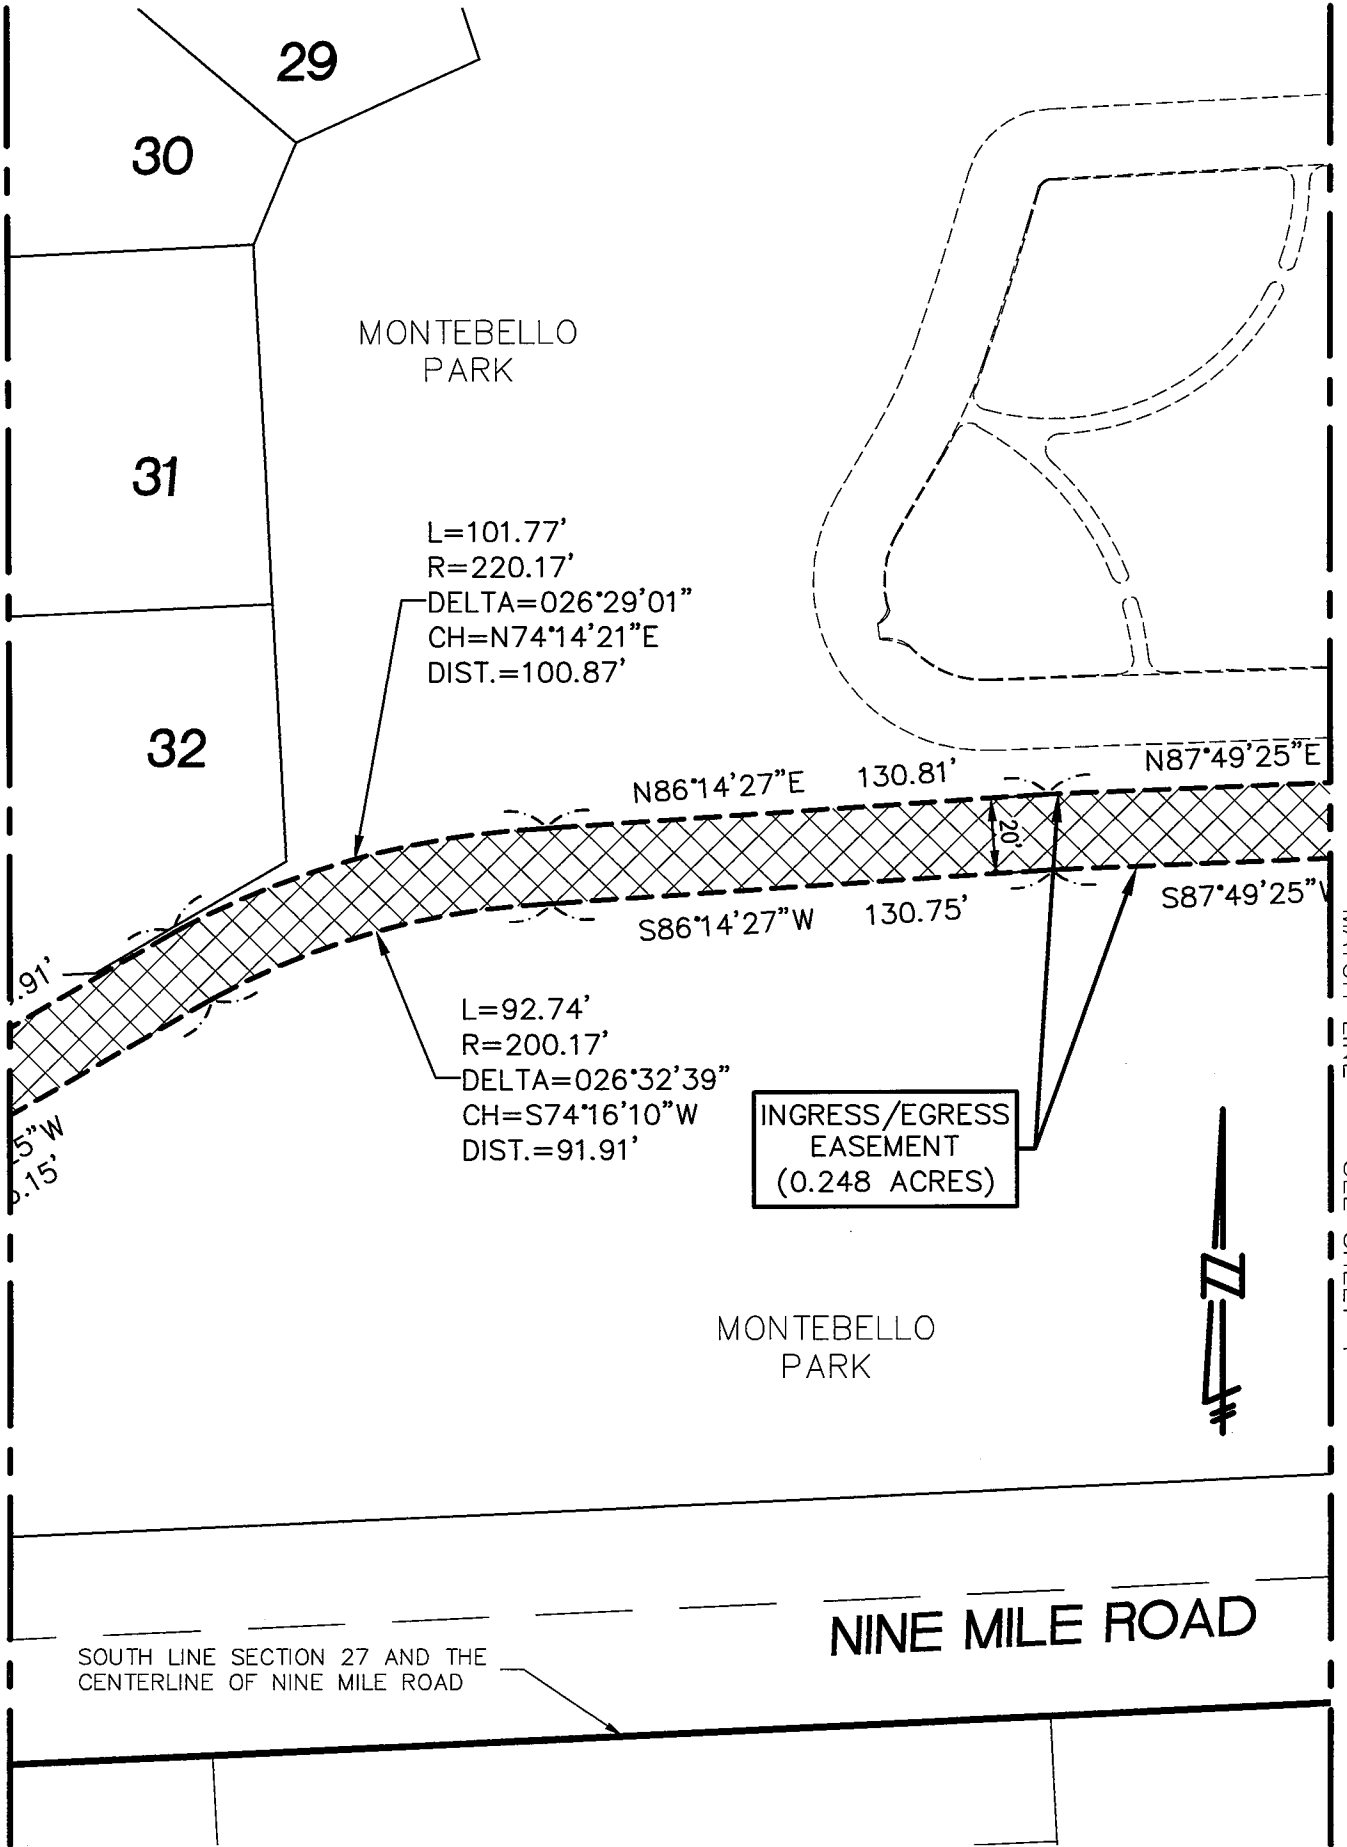 29
30
MONTEBELLO
PARK
31
L=101.77'
R=220.17'
DELTA=026°29'01"
CH=N74°14'21"E
DIST.=100.87'
32
N86°14'27"E 130.81'
N87°49'25"E
20'
S86°14'27"W 130.75'
S87°49'25"W
.91'
L=92.74'
R=200.17'
DELTA=026°32'39"
CH=S74°16'10"W
DIST.=91.91'
5"W
.15'
INGRESS/EGRESS
EASEMENT
(0.248 ACRES)
MONTEBELLO
PARK
NINE MILE ROAD
SOUTH LINE SECTION 27 AND THE
CENTERLINE OF NINE MILE ROAD